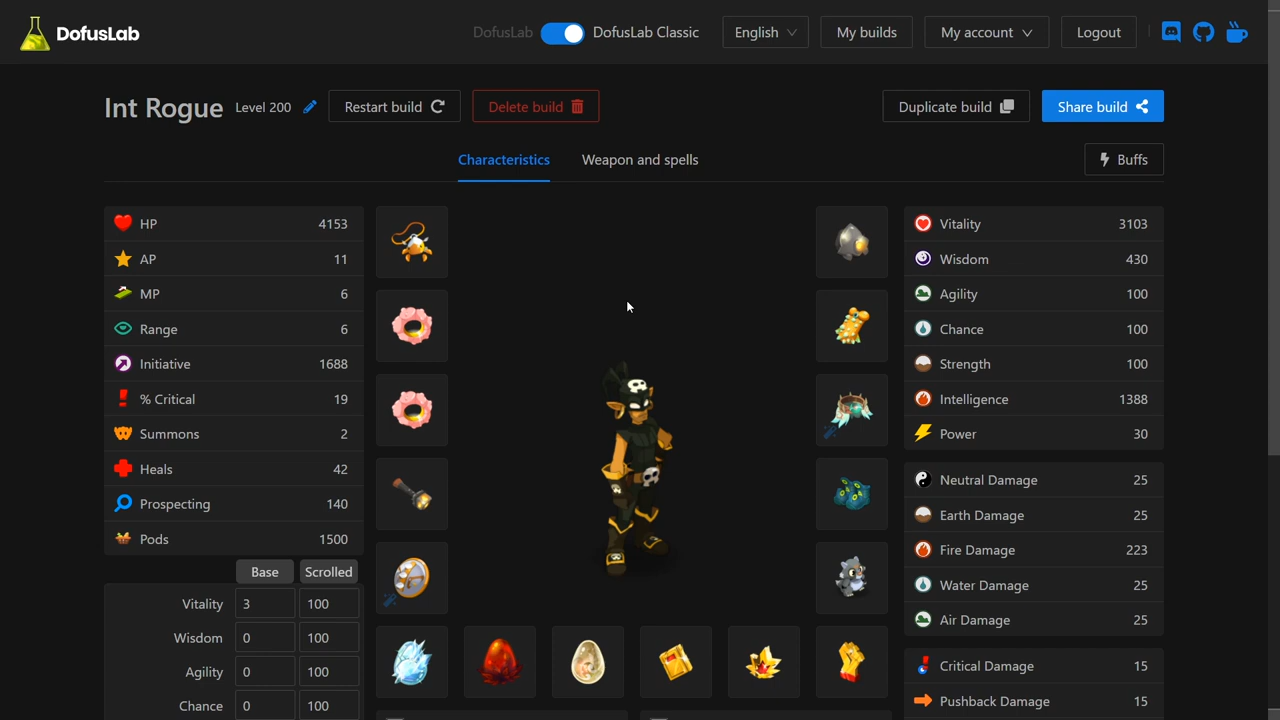 DofusLab
DofusLab DofusLab Classic English My builds My account Logout
Int Rogue Level 200 Restart build Delete build Duplicate build Share build
Characteristics Weapon and spells Buffs
HP 4153
AP 11
MP 6
Range 6
Initiative 1688
% Critical 19
Summons 2
Heals 42
Prospecting 140
Pods 1500
Base Scrolled
Vitality 3 100
Wisdom 0 100
Agility 0 100
Chance 0 100
Vitality 3103
Wisdom 430
Agility 100
Chance 100
Strength 100
Intelligence 1388
Power 30
Neutral Damage 25
Earth Damage 25
Fire Damage 223
Water Damage 25
Air Damage 25
Critical Damage 15
Pushback Damage 15